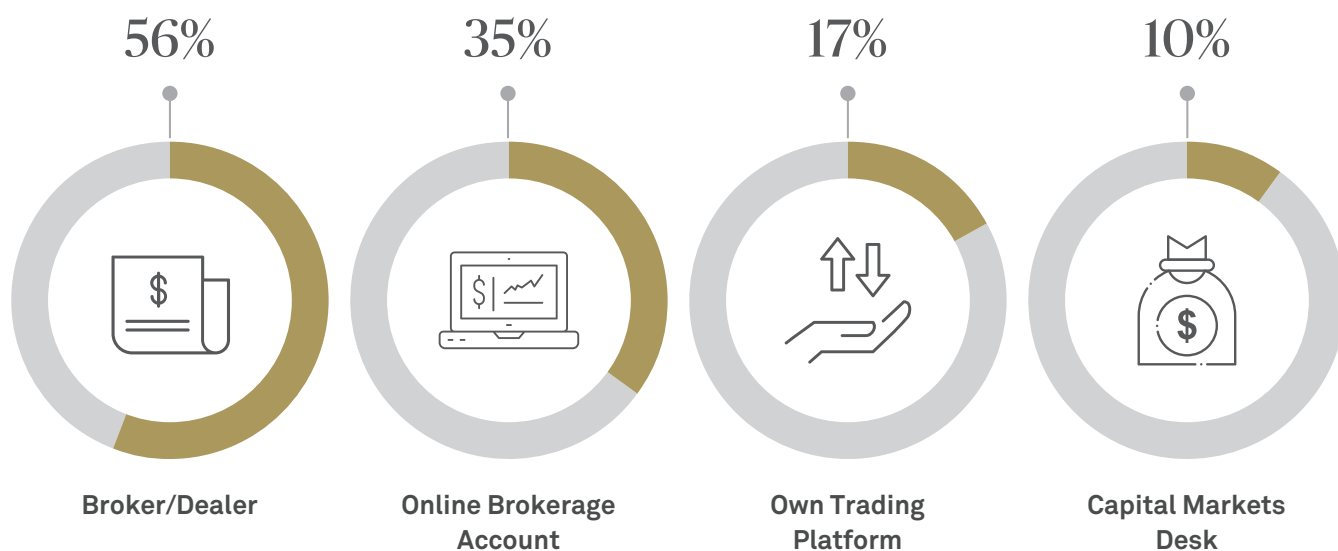 56%
35%
17%
10%
$
$
$
Broker/Dealer
Online Brokerage
Account
Own Trading
Platform
Capital Markets
Desk